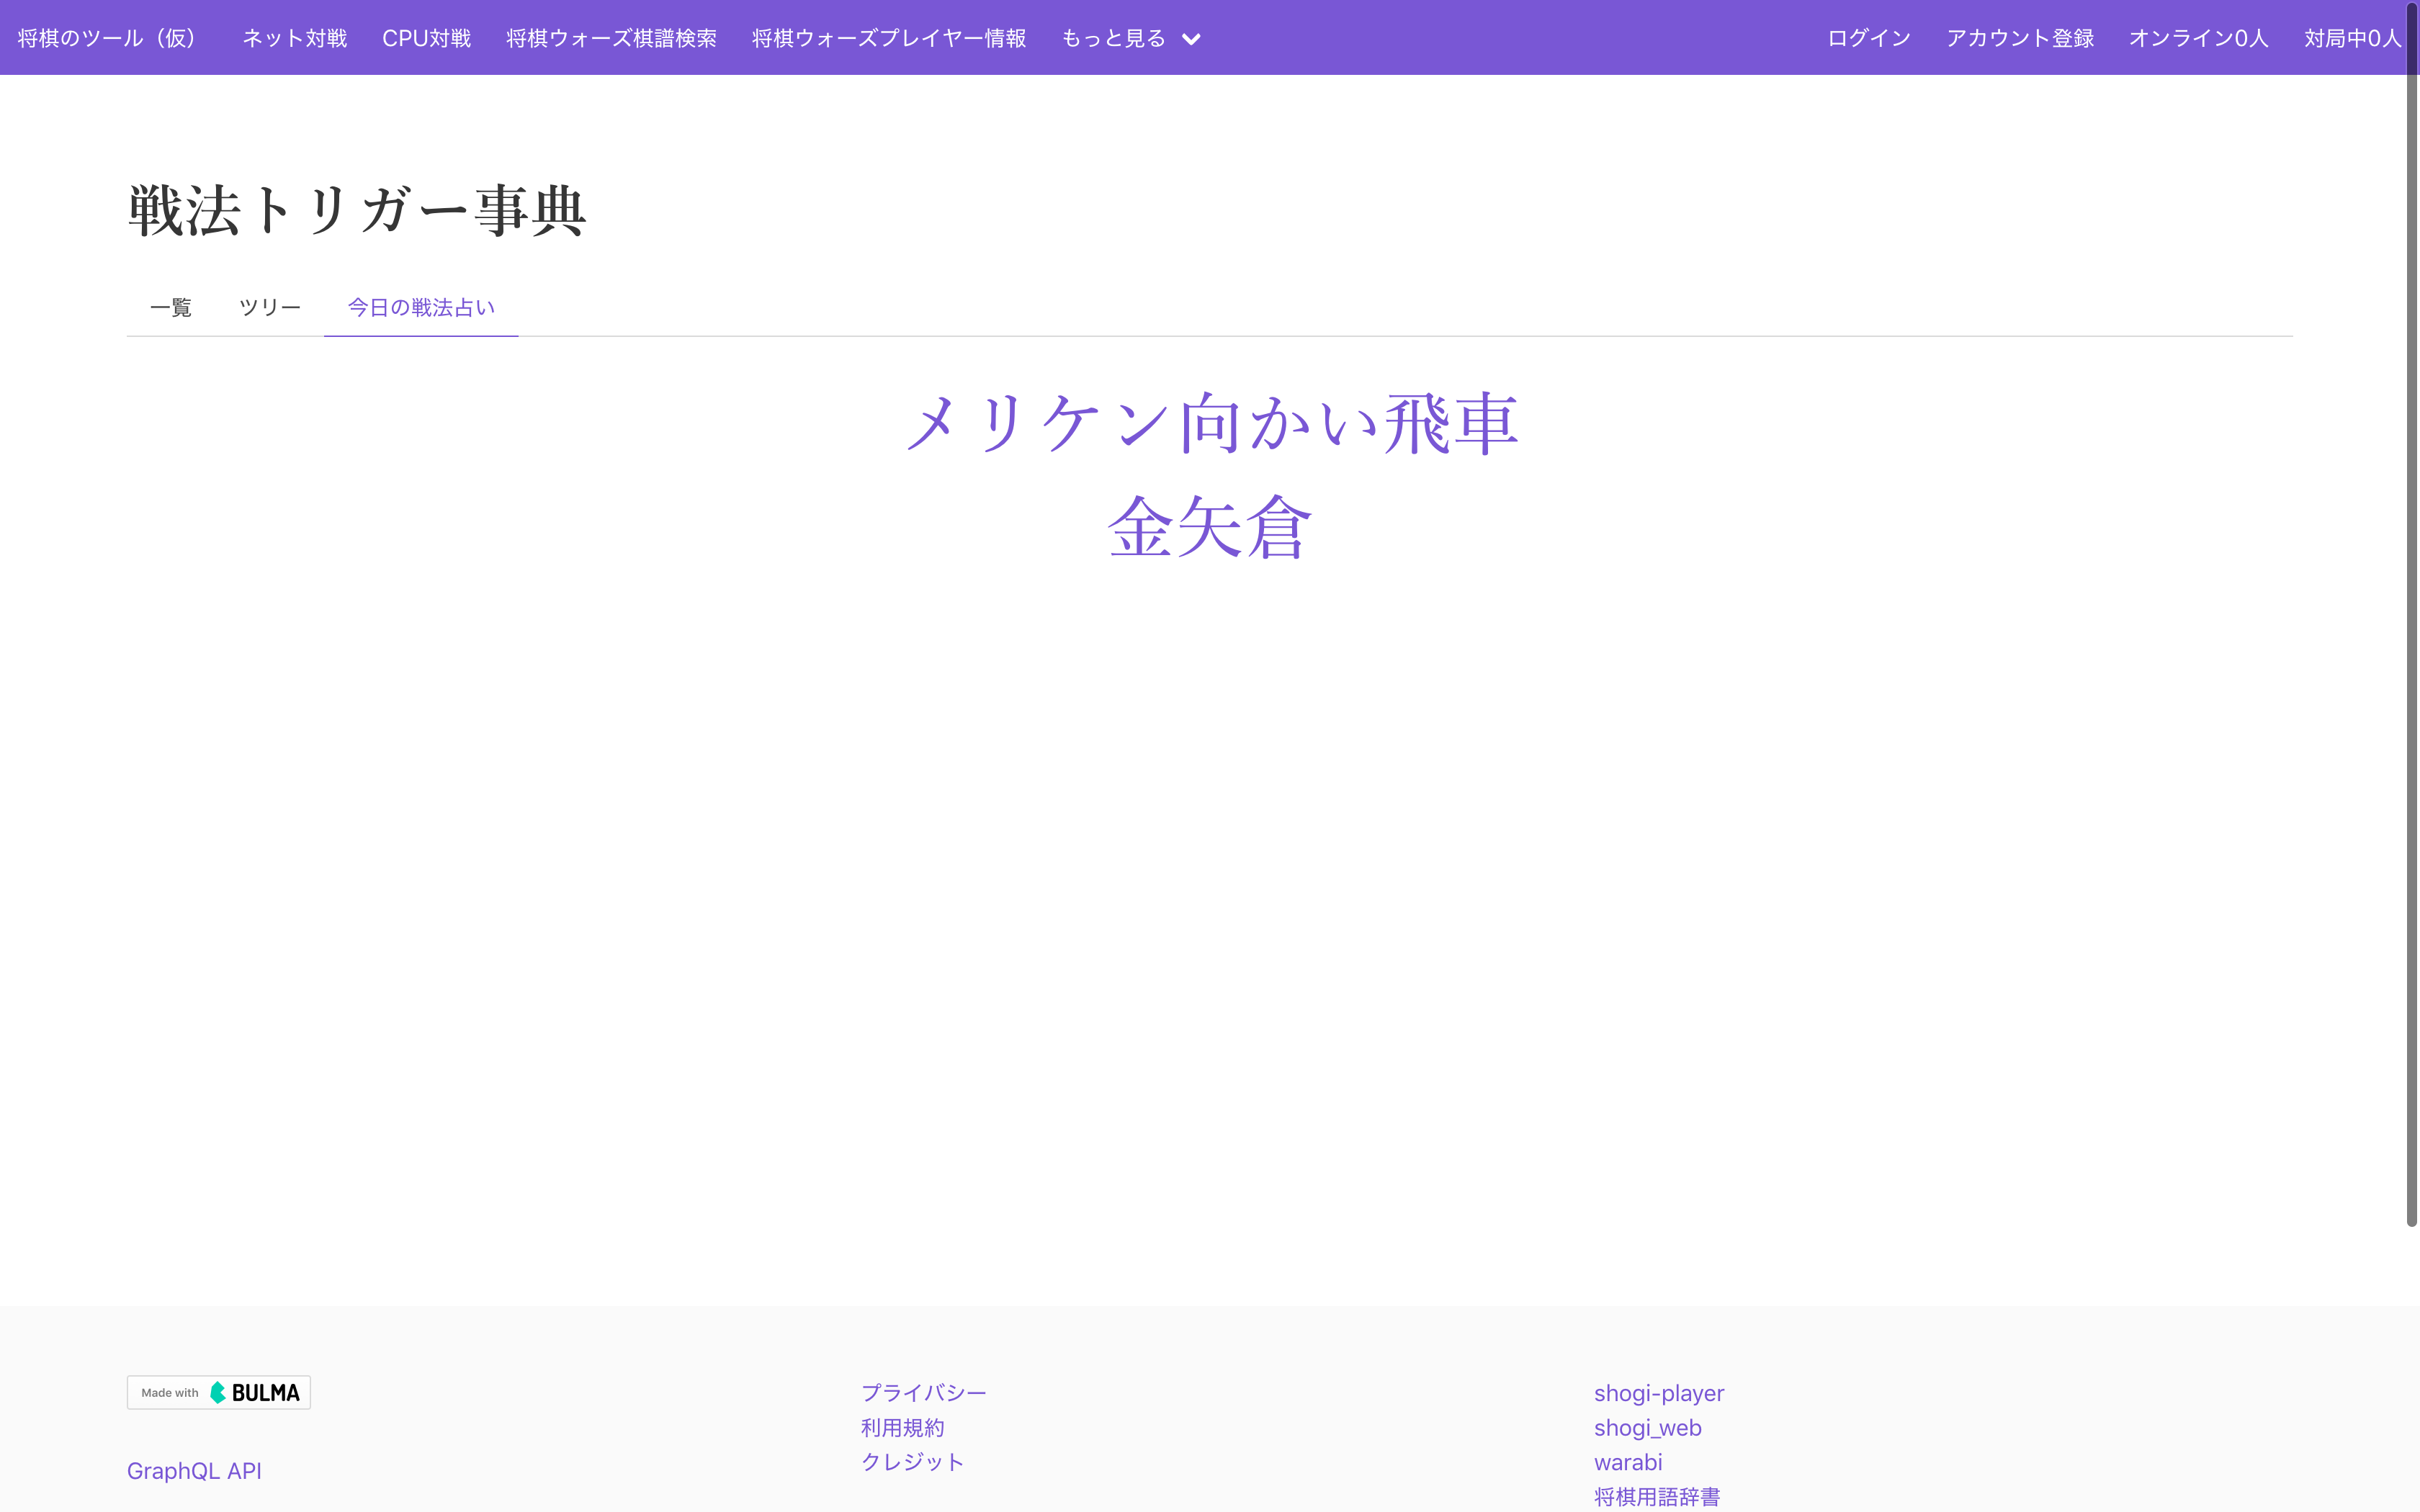 将棋のツール（仮） ネット対戦 CPU対戦 将棋ウォーズ棋譜検索 将棋ウォーズプレイヤー情報 もっと見る ログイン アカウント登録 オンライン0人 対局中0人
戦法トリガー事典
一覧 ツリー 今日の戦法占い
メリケン向かい飛車
金矢倉
Made with BULMA
GraphQL API
プライバシー
利用規約
クレジット
shogi-player
shogi_web
warabi
将棋用語辞書